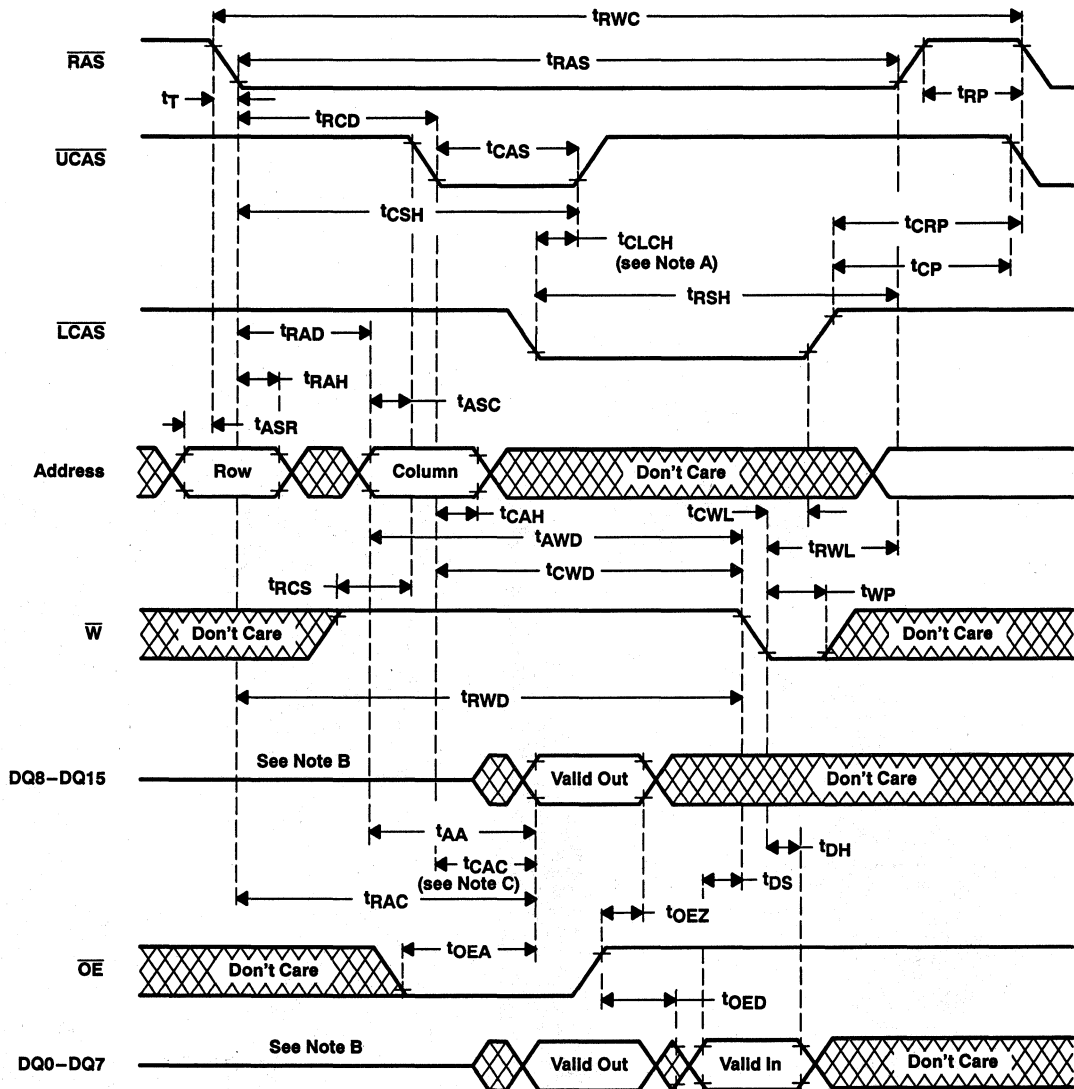 tRWC
RAS
tRAS
tT
tRP
tRCD
UCAS
tCAS
tCSH
tCRP
tCLCH
(see Note A)
tCP
tRSH
LCAS
tRAD
tRAH
tASC
tASR
Address
Row
Column
Don't Care
tCAH
tCWL
tAWD
tRWL
tCWD
tRCS
tWP
W
Don't Care
Don't Care
tRWD
See Note B
DQ8–DQ15
Valid Out
Don't Care
tAA
tDH
tCAC
(see Note C)
tDS
tRAC
tOEZ
tOEA
OE
Don't Care
tOED
See Note B
DQ0–DQ7
Valid Out
Valid In
Don't Care